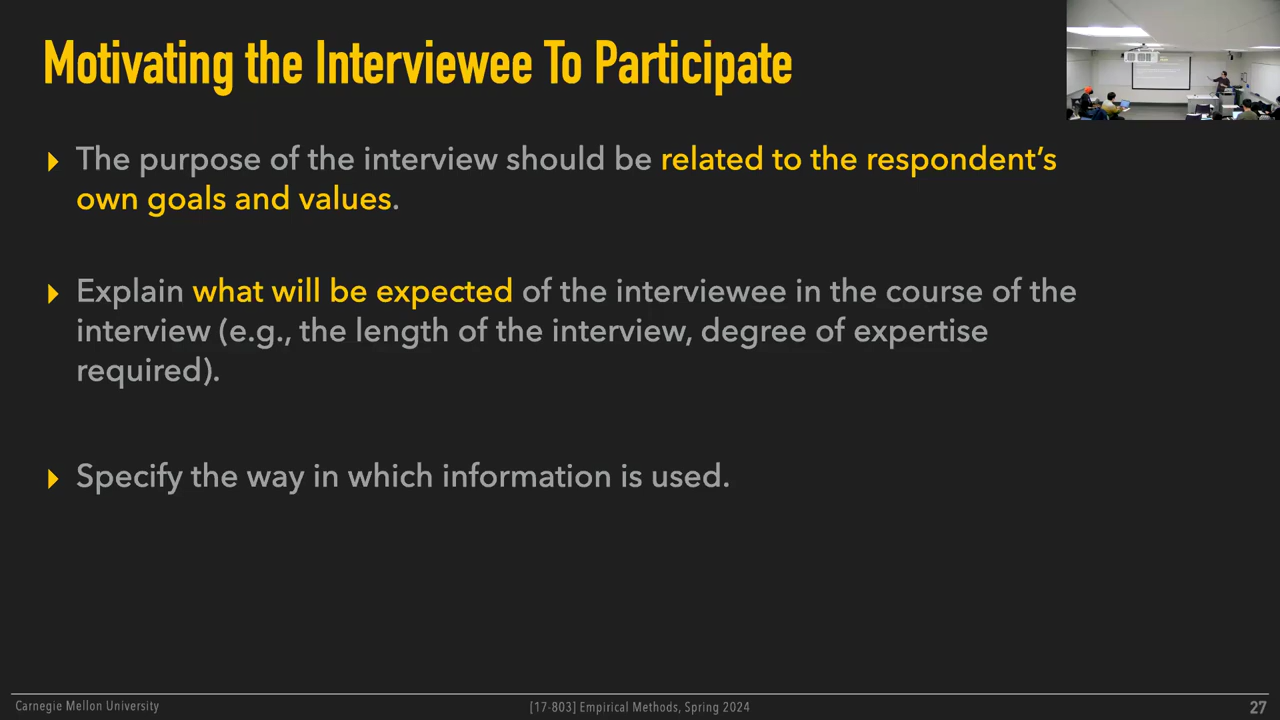 Motivating the Interviewee To Participate
The purpose of the interview should be related to the respondent’s
own goals and values.
Explain what will be expected of the interviewee in the course of the
interview (e.g., the length of the interview, degree of expertise
required).
Specify the way in which information is used.
Carnegie Mellon University
[17-803] Empirical Methods, Spring 2024
27